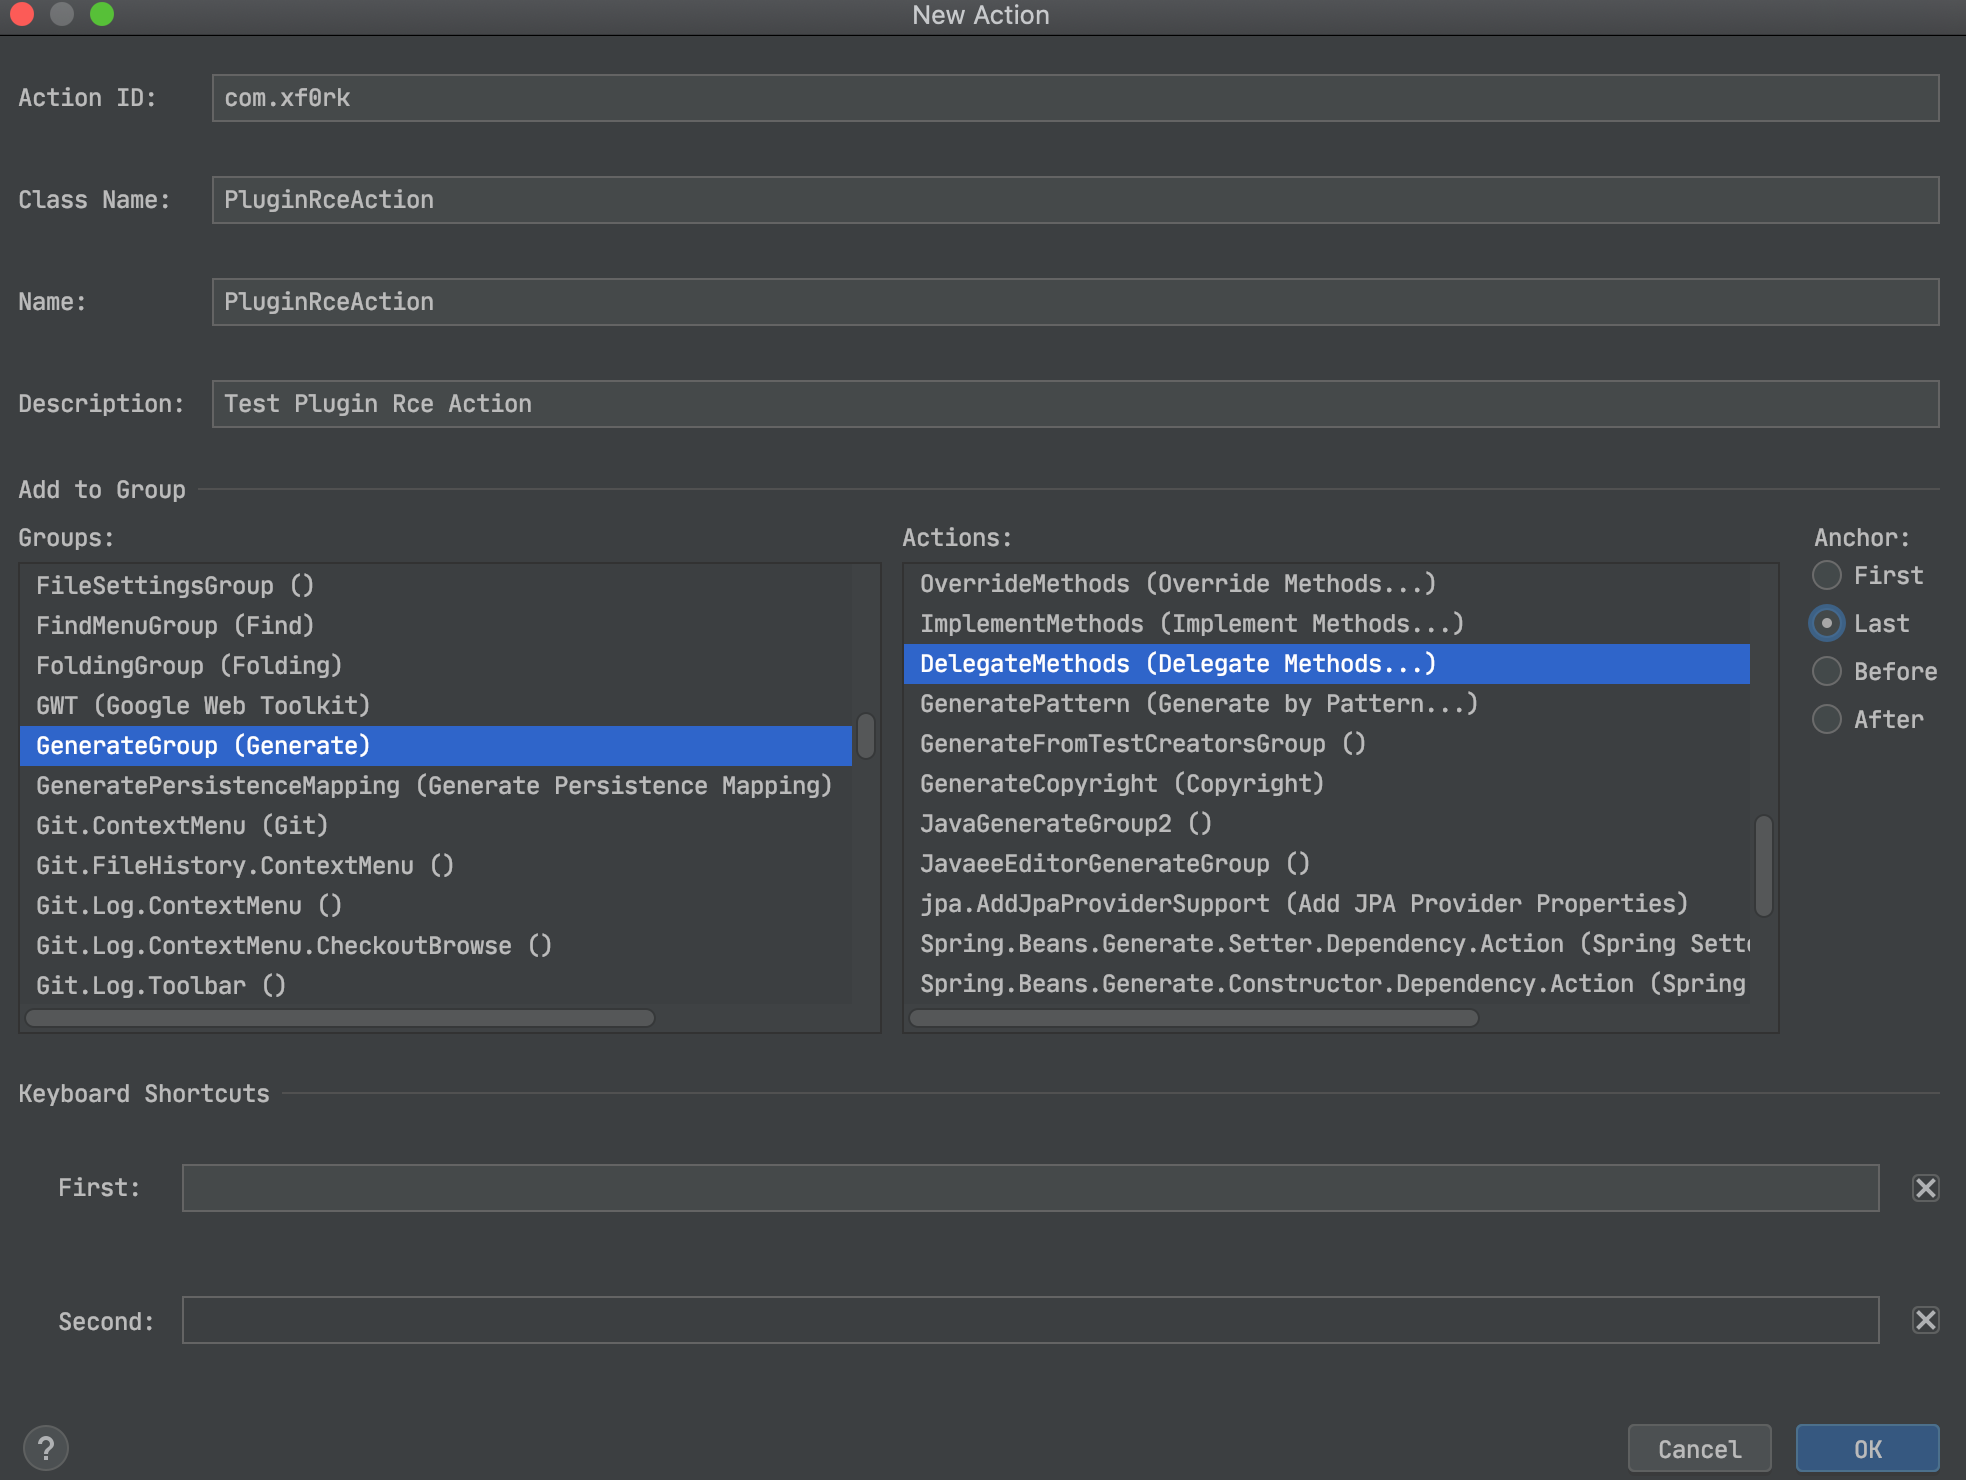 New Action
Action ID: com.xf0rk
Class Name: PluginRceAction
Name: PluginRceAction
Description: Test Plugin Rce Action
Add to Group
Groups:
FileSettingsGroup ()
FindMenuGroup (Find)
FoldingGroup (Folding)
GWT (Google Web Toolkit)
GenerateGroup (Generate)
GeneratePersistenceMapping (Generate Persistence Mapping)
Git.ContextMenu (Git)
Git.FileHistory.ContextMenu ()
Git.Log.ContextMenu ()
Git.Log.ContextMenu.CheckoutBrowse ()
Git.Log.Toolbar ()
Actions:
OverrideMethods (Override Methods...)
ImplementMethods (Implement Methods...)
DelegateMethods (Delegate Methods...)
GeneratePattern (Generate by Pattern...)
GenerateFromTestCreatorsGroup ()
GenerateCopyright (Copyright)
JavaGenerateGroup2 ()
JavaeeEditorGenerateGroup ()
jpa.AddJpaProviderSupport (Add JPA Provider Properties)
Spring.Beans.Generate.Setter.Dependency.Action (Spring
Spring.Beans.Generate.Constructor.Dependency.Action (Spring
Anchor:
First
Last
Before
After
Keyboard Shortcuts
First:
Second:
?
Cancel
OK